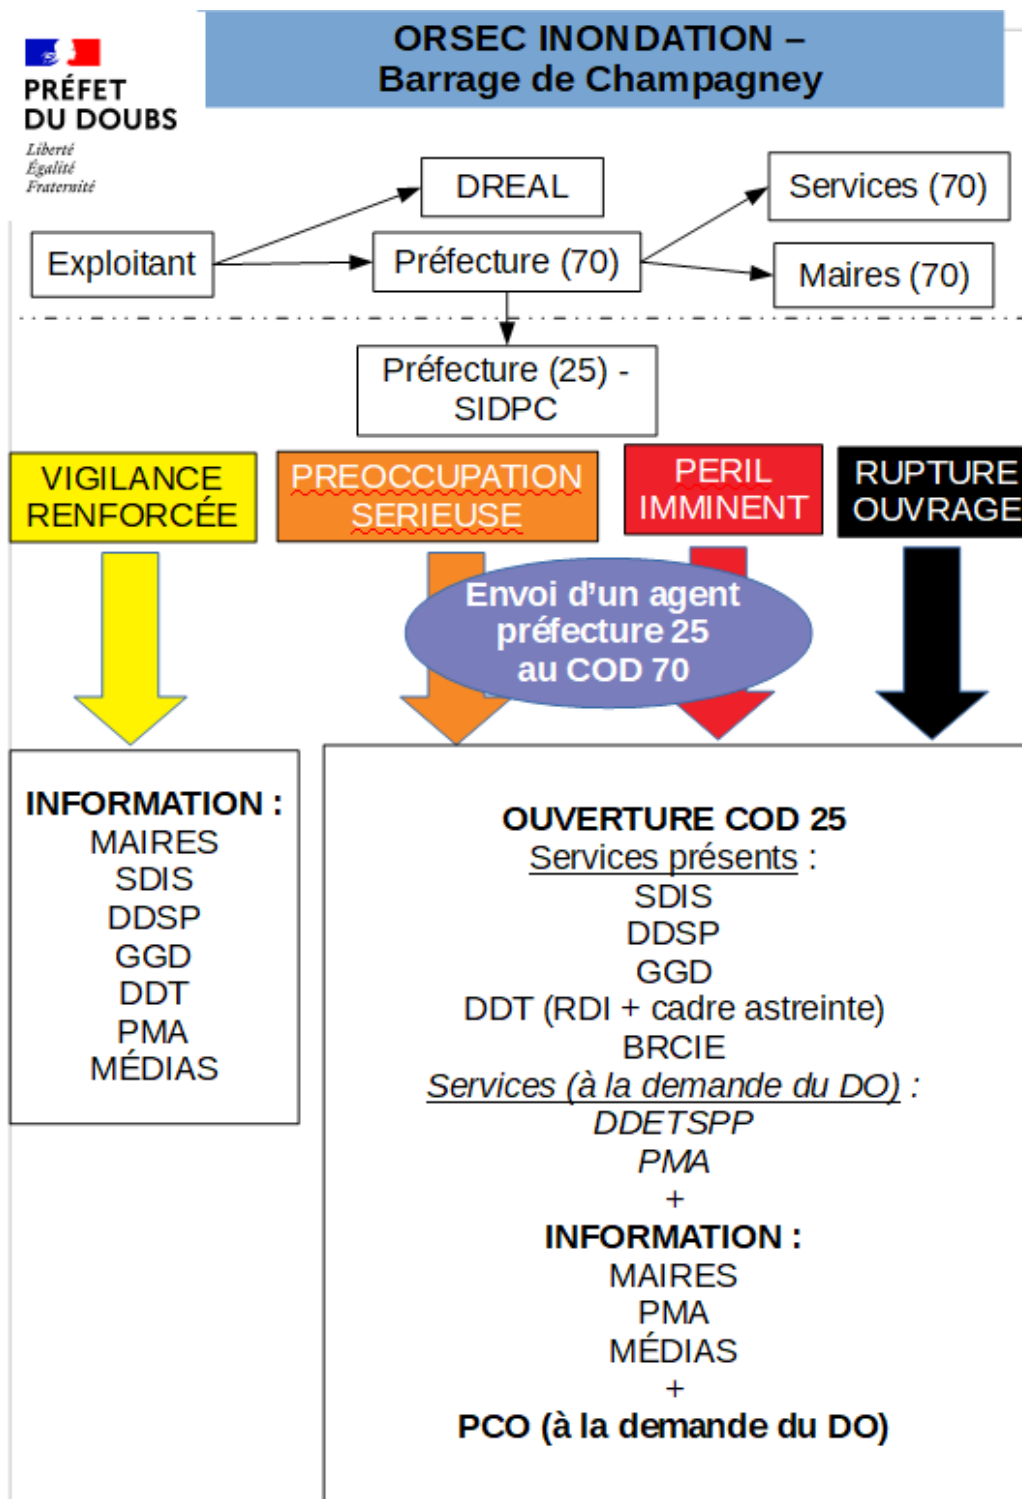 ORSEC INONDATION –
Barrage de Champagney
PRÉFET
DU DOUBS
Liberté
Égalité
Fraternité
DREAL
Services (70)
Exploitant
Préfecture (70)
Maires (70)
Préfecture (25) -
SIDPC
VIGILANCE
RENFORCÉE
PREOCCUPATION
SERIEUSE
PERIL
IMMINENT
RUPTURE
OUVRAGE
Envoi d’un agent
préfecture 25
au COD 70
INFORMATION :
MAIRES
SDIS
DDSP
GGD
DDT
PMA
MÉDIAS
OUVERTURE COD 25
Services présents :
SDIS
DDSP
GGD
DDT (RDI + cadre astreinte)
BRCIE
Services (à la demande du DO) :
DDETSPP
PMA
+
INFORMATION :
MAIRES
PMA
MÉDIAS
+
PCO (à la demande du DO)